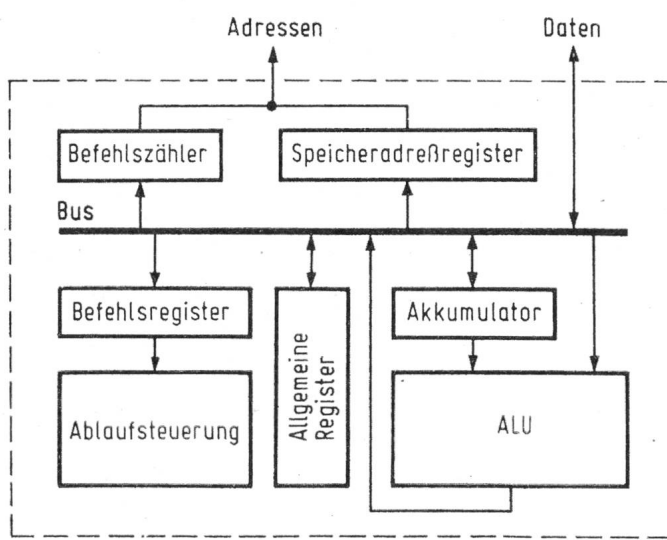 Adressen
Daten
Befehlszähler
Speicheradreßregister
Bus
Befehlsregister
Allgemeine
Register
Akkumulator
Ablaufsteuerung
ALU